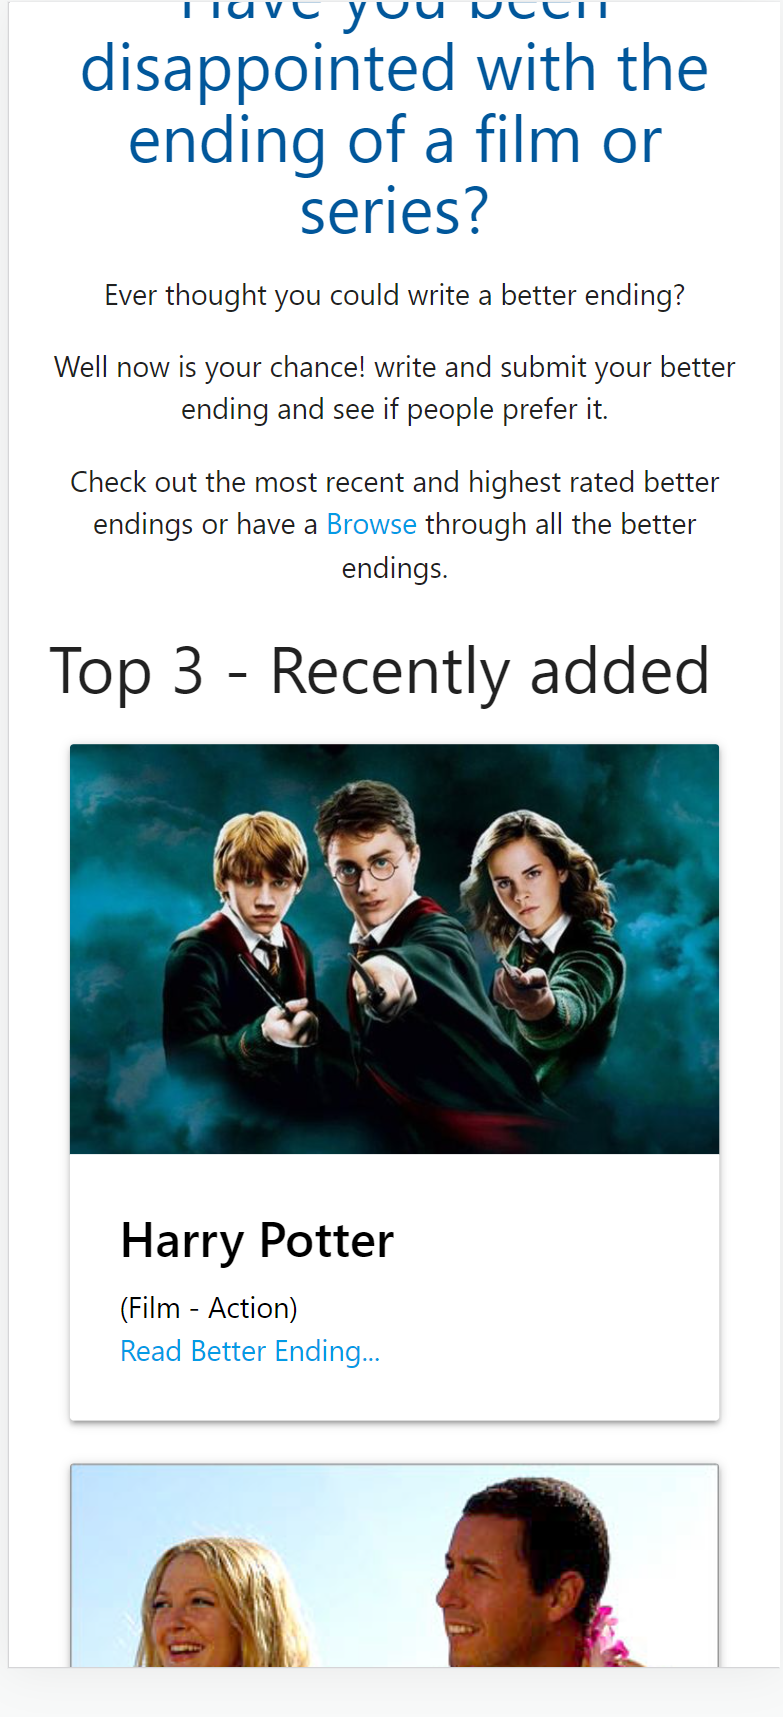 Have you been
disappointed with the
ending of a film or
series?
Ever thought you could write a better ending?
Well now is your chance! write and submit your better
ending and see if people prefer it.
Check out the most recent and highest rated better
endings or have a Browse through all the better
endings.
Top 3 - Recently added
Harry Potter
(Film - Action)
Read Better Ending...